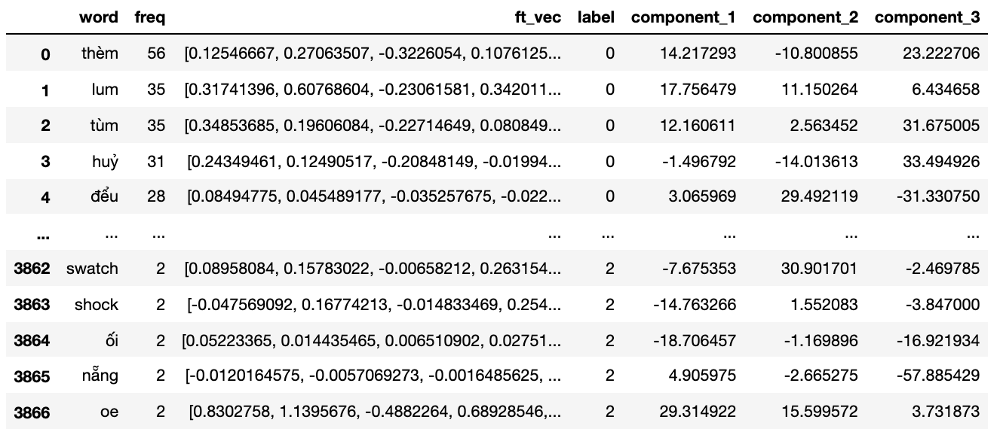 word freq ft_vec label component_1 component_2 component_3
0 thèm 56 [0.12546667, 0.27063507, -0.3226054, 0.1076125... 0 14.217293 -10.800855 23.222706
1 lum 35 [0.31741396, 0.60768604, -0.23061581, 0.342011... 0 17.756479 11.150264 6.434658
2 tùm 35 [0.34853685, 0.19606084, -0.22714649, 0.080849... 0 12.160611 2.563452 31.675005
3 huỷ 31 [0.24349461, 0.12490517, -0.20848149, -0.01994... 0 -1.496792 -14.013613 33.494926
4 đểu 28 [0.08494775, 0.045489177, -0.035257675, -0.022... 0 3.065969 29.492119 -31.330750
... ... ... ... ... ... ... ...
3862 swatch 2 [0.08958084, 0.15783022, -0.00658212, 0.263154... 2 -7.675353 30.901701 -2.469785
3863 shock 2 [-0.047569092, 0.16774213, -0.014833469, 0.254... 2 -14.763266 1.552083 -3.847000
3864 ối 2 [0.05223365, 0.014435465, 0.006510902, 0.02751... 2 -18.706457 -1.169896 -16.921934
3865 nẵng 2 [-0.0120164575, -0.0057069273, -0.0016485625, ... 2 4.905975 -2.665275 -57.885429
3866 oe 2 [0.8302758, 1.1395676, -0.4882264, 0.68928546,... 2 29.314922 15.599572 3.731873